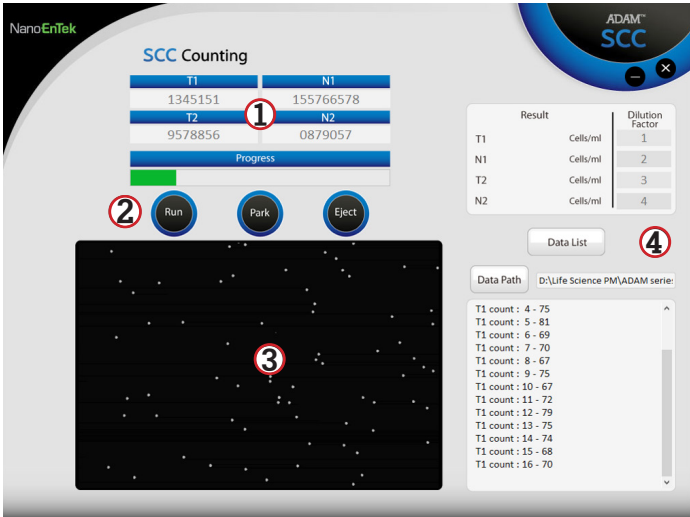 NanoEnTek
ADAM™
SCC
SCC Counting
T1 N1
1345151 155766578
T2 N2
9578856 0879057
1
Progress
2
Run Park Eject
3
Result Dilution Factor
T1 Cells/ml 1
N1 Cells/ml 2
T2 Cells/ml 3
N2 Cells/ml 4
Data List
4
Data Path D:\Life Science PM\ADAM series
T1 count : 4 - 75
T1 count : 5 - 81
T1 count : 6 - 69
T1 count : 7 - 70
T1 count : 8 - 67
T1 count : 9 - 75
T1 count : 10 - 67
T1 count : 11 - 72
T1 count : 12 - 79
T1 count : 13 - 75
T1 count : 14 - 74
T1 count : 15 - 68
T1 count : 16 - 70